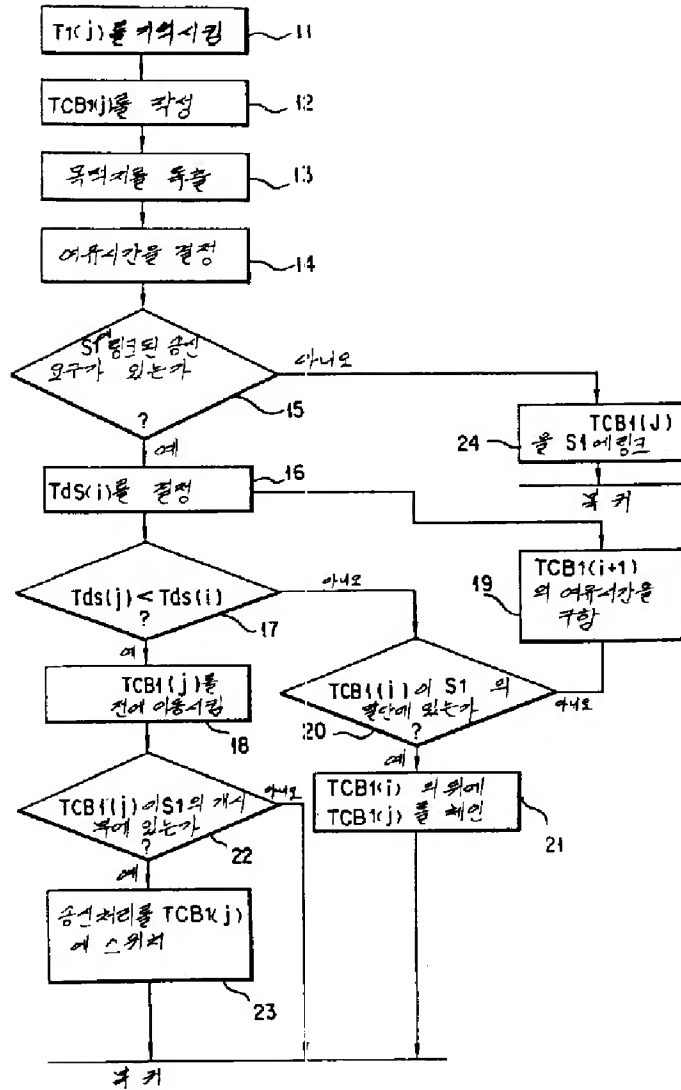 T1(j)를 기억시킴
11
TCB1(j)를 작성
12
목적지를 독출
13
여유시간을 결정
14
S1에 링크된 송신
요구가 있는가
?
15
아니오
예
TCB1(J)
를 S1에 링크
24
복귀
TdS(i)를 결정
16
Tds(j)<Tds(i)
?
17
아니오
예
TCB1(i+1)
의 여유시간을
구함
19
TCB1(j)를
전에 이동시킴
18
TCB1(i)이 S1 의
말단에 있는가
?
20
아니오
예
TCB1(i) 의 뒤에
TCB1(j) 를 체인
21
TCB1(j)이 S1의 개시
부에 있는가
?
22
아니오
예
송신처리를 TCB1(j)
에 스위치
23
복귀